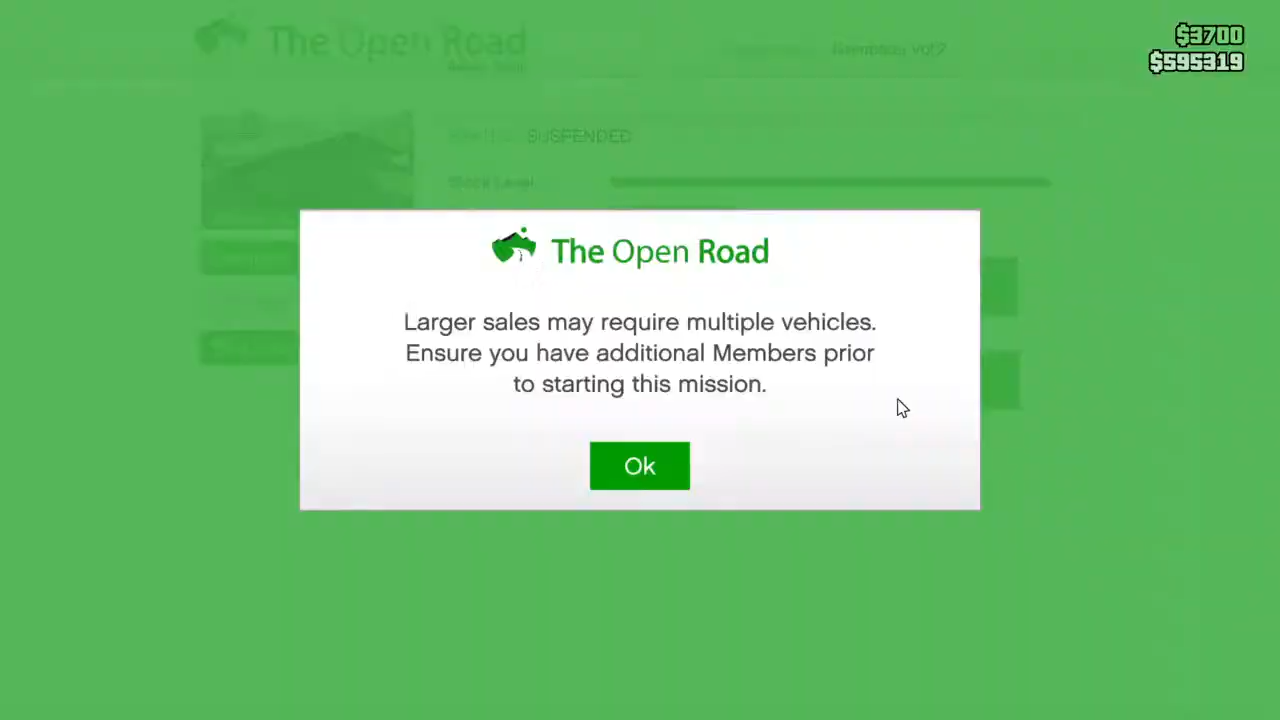 $3700
$595319
The Open Road
SUSPENDED
The Open Road
Larger sales may require multiple vehicles.
Ensure you have additional Members prior
to starting this mission.
Ok